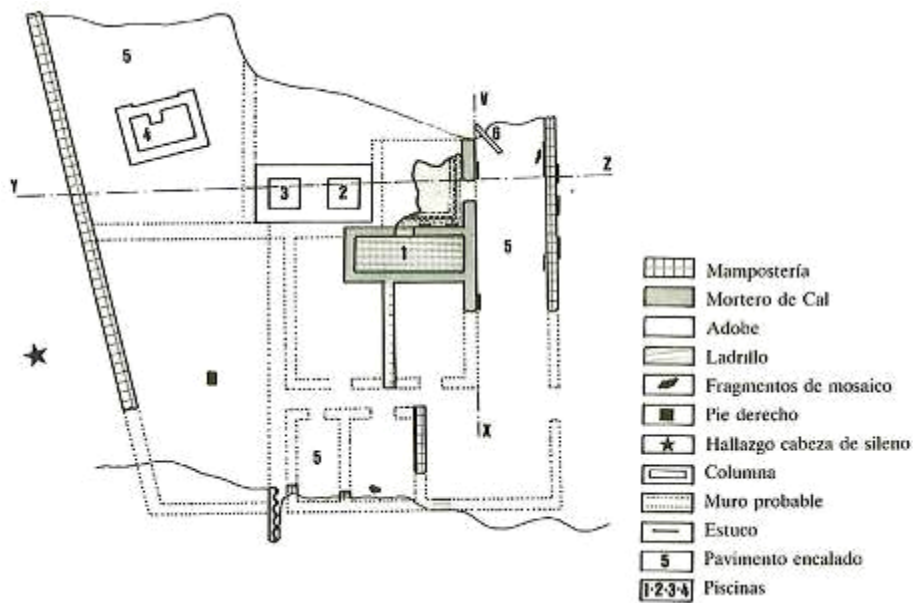 5
4
V
6
Y
Z
3
2
1
5
X
5
Mampostería
Mortero de Cal
Adobe
Ladrillo
Fragmentos de mosaico
Pie derecho
Hallazgo cabeza de sileno
Columna
Muro probable
Estuco
5 Pavimento encalado
1·2·3·4 Piscinas